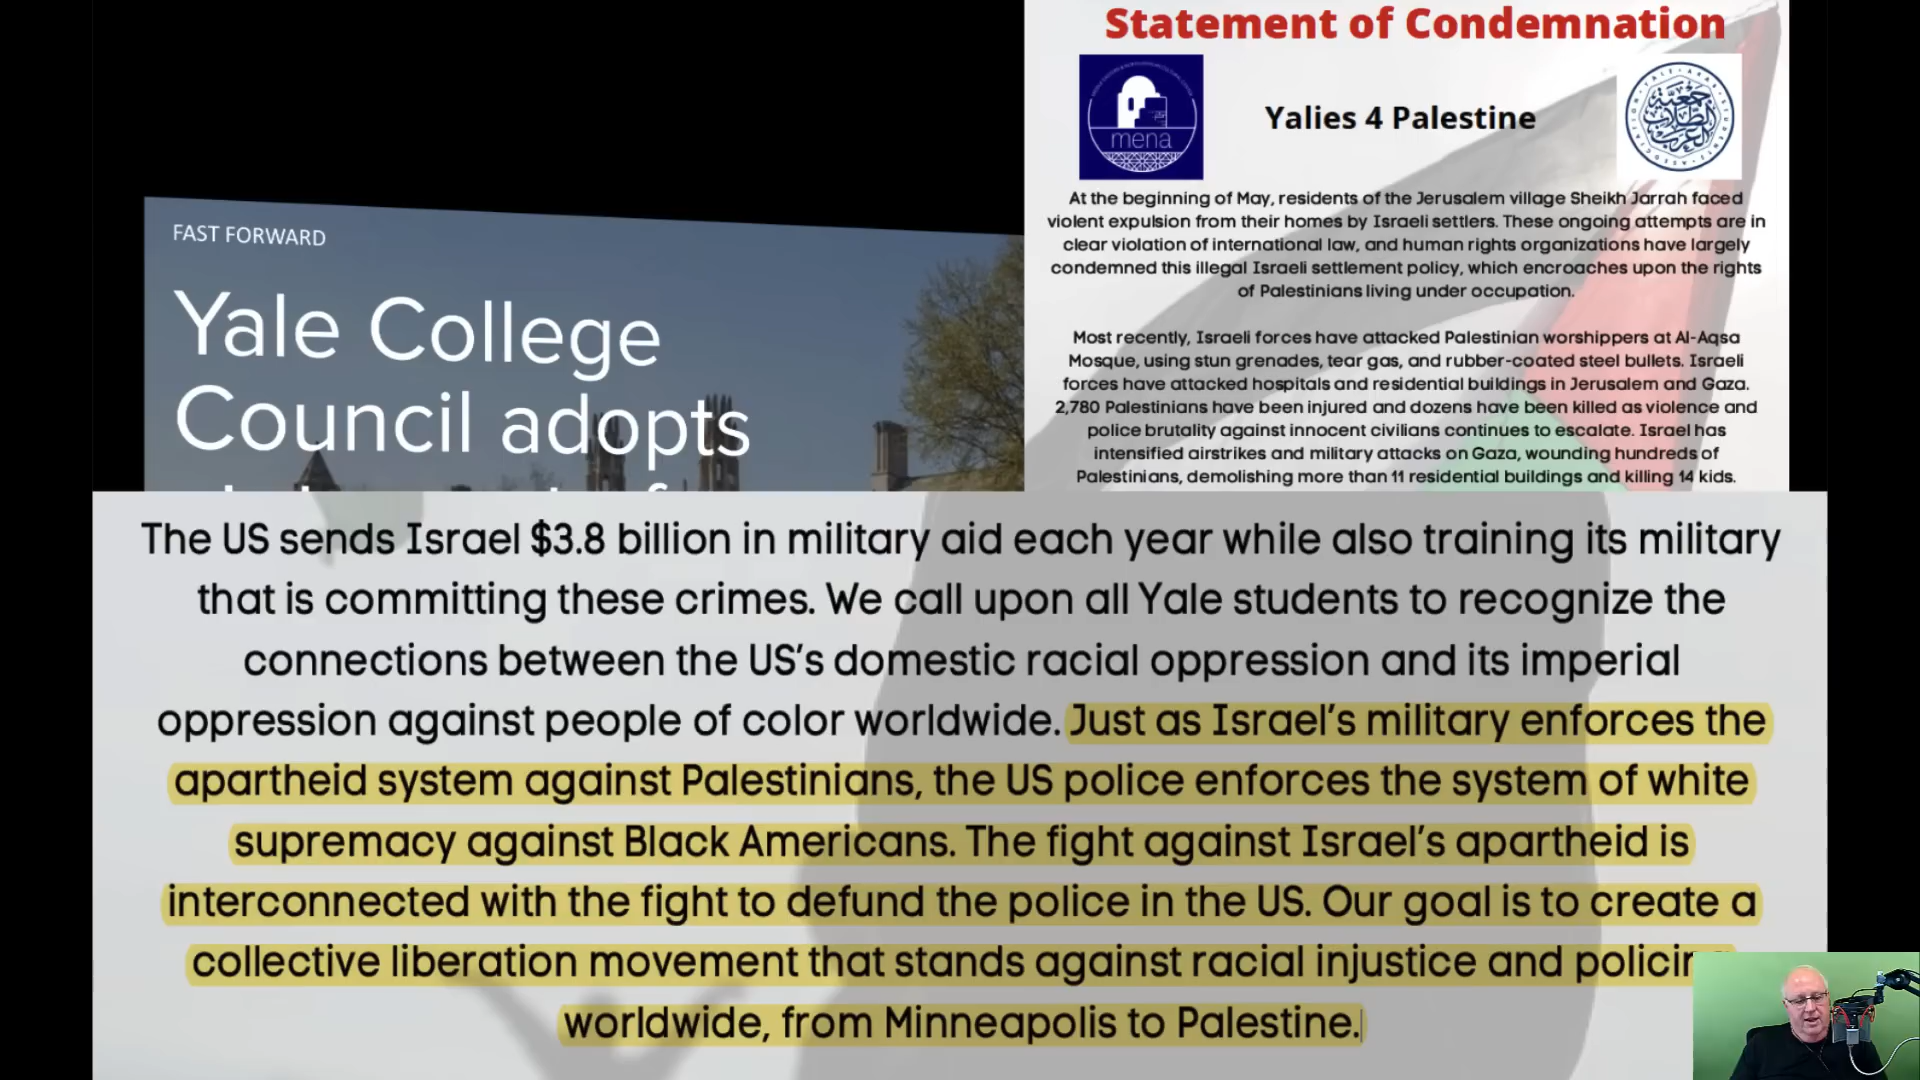 Statement of Condemnation
mena
Yalies 4 Palestine
At the beginning of May, residents of the Jerusalem village Sheikh Jarrah faced
violent expulsion from their homes by Israeli settlers. These ongoing attempts are in
clear violation of international law, and human rights organizations have largely
condemned this illegal Israeli settlement policy, which encroaches upon the rights
of Palestinians living under occupation.
Most recently, Israeli forces have attacked Palestinian worshippers at Al-Aqsa
Mosque, using stun grenades, tear gas, and rubber-coated steel bullets. Israeli
forces have attacked hospitals and residential buildings in Jerusalem and Gaza.
2,780 Palestinians have been injured and dozens have been killed as violence and
police brutality against innocent civilians continues to escalate. Israel has
intensified airstrikes and military attacks on Gaza, wounding hundreds of
Palestinians, demolishing more than 11 residential buildings and killing 14 kids.
FAST FORWARD
Yale College
Council adopts
The US sends Israel $3.8 billion in military aid each year while also training its military
that is committing these crimes. We call upon all Yale students to recognize the
connections between the US's domestic racial oppression and its imperial
oppression against people of color worldwide. Just as Israel's military enforces the
apartheid system against Palestinians, the US police enforces the system of white
supremacy against Black Americans. The fight against Israel's apartheid is
interconnected with the fight to defund the police in the US. Our goal is to create a
collective liberation movement that stands against racial injustice and policing
worldwide, from Minneapolis to Palestine.